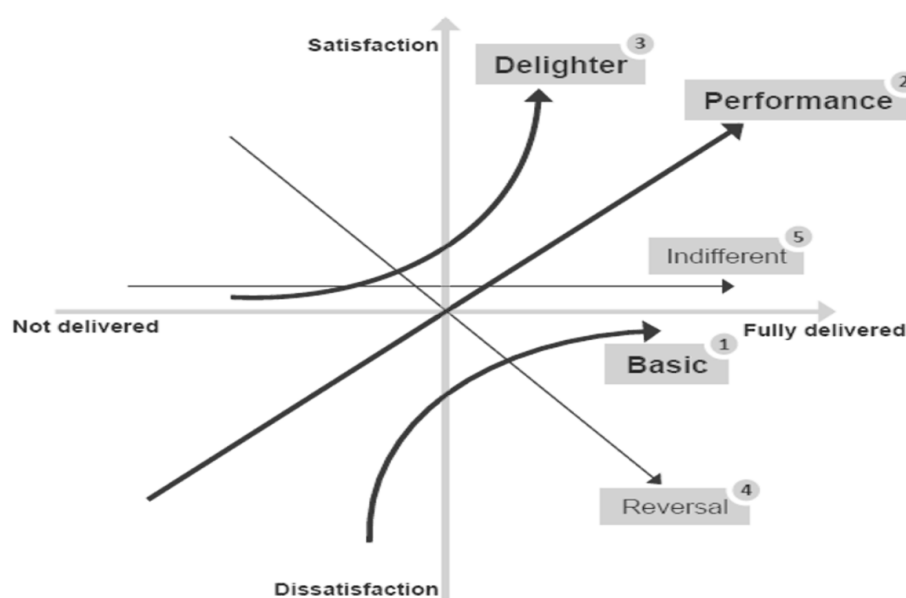 Satisfaction
3
Delighter
2
Performance
5
Indifferent
Not delivered
Fully delivered
1
Basic
4
Reversal
Dissatisfaction